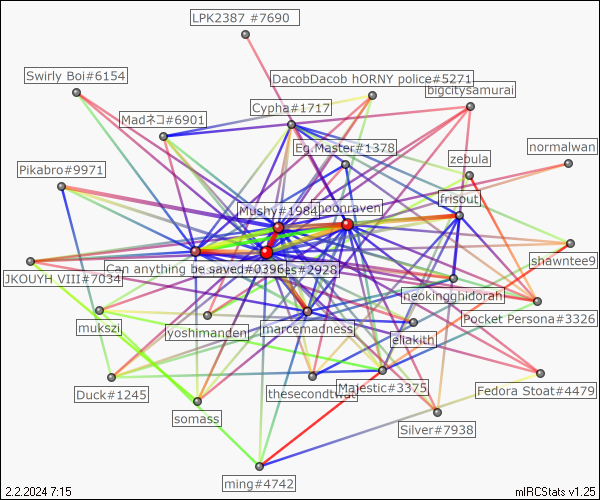 LPK2387 #7690
Swirly Boi#6154
DacobDacob hORNY police#5271
bigcitysamurai
Cypha#1717
Madネコ#6901
Eg.Master#1378
normalwan
zebula
Pikabro#9971
frisout
Mushy#1984
noonraven
shawntee9
Can anything be saved#0396
es#2928
JKOUYH VIII#7034
neokingghidorah
Pocket Persona#3326
mukszi
yoshimanden
marcemadness
eliakith
Duck#1245
thesecondtwat
Majestic#3375
Fedora Stoat#4479
somass
Silver#7938
ming#4742
2.2.2024 7:15
mIRCStats v1.25